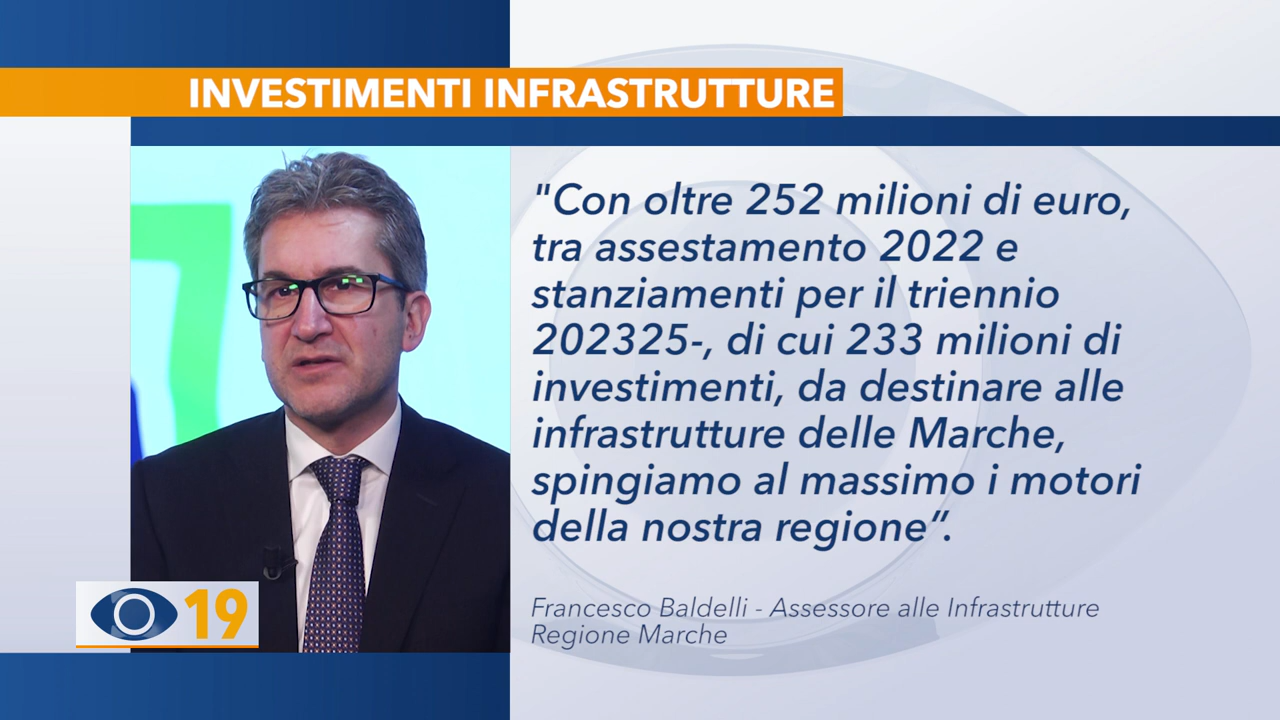 INVESTIMENTI INFRASTRUTTURE
"Con oltre 252 milioni di euro,
tra assestamento 2022 e
stanziamenti per il triennio
202325-, di cui 233 milioni di
investimenti, da destinare alle
infrastrutture delle Marche,
spingiamo al massimo i motori
della nostra regione”.
Francesco Baldelli - Assessore alle Infrastrutture
Regione Marche
19